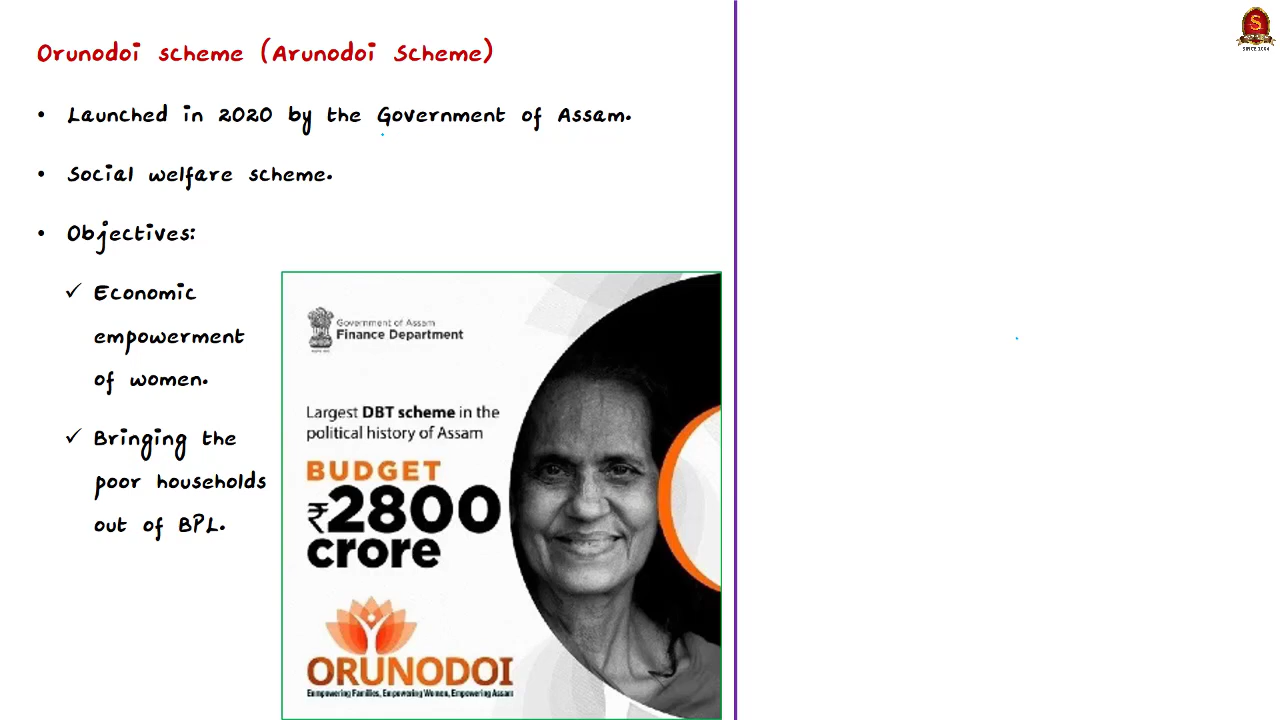 Orunodoi scheme (Arunodoi Scheme)
• Launched in 2020 by the Government of Assam.
• Social welfare scheme.
• Objectives:
✓ Economic
empowerment
of women.
✓ Bringing the
poor households
out of BPL.
Government of Assam
Finance Department
Largest DBT scheme in the
political history of Assam
BUDGET
₹2800
crore
ORUNODOI
Empowering Families, Empowering Women, Empowering Assam
S
SINCE 2004